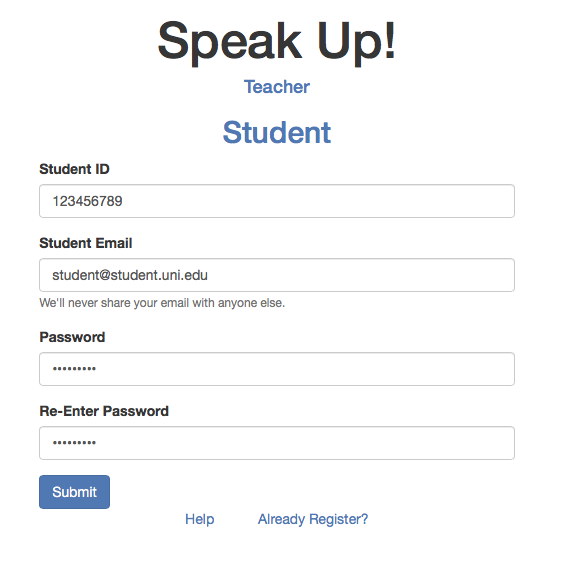 Speak Up!
Teacher
Student
Student ID
123456789
Student Email
student@student.uni.edu
We'll never share your email with anyone else.
Password
•••••••••
Re-Enter Password
•••••••••
Submit
Help Already Register?